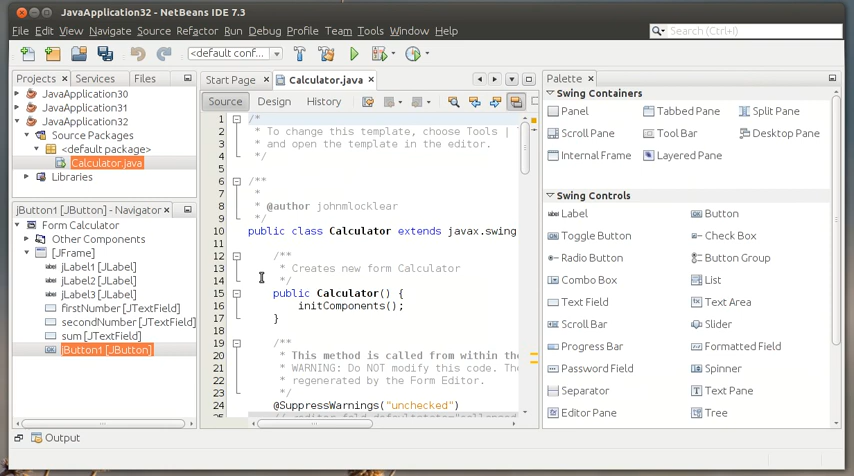 JavaApplication32 - NetBeans IDE 7.3
File Edit View Navigate Source Refactor Run Debug Profile Team Tools Window Help
Search (Ctrl+I)
<default conf...
Projects
Services
Files
JavaApplication30
JavaApplication31
JavaApplication32
Source Packages
<default package>
Calculator.java
Libraries
jButton1 [JButton] - Navigator
Form Calculator
Other Components
[JFrame]
jLabel1 [JLabel]
jLabel2 [JLabel]
jLabel3 [JLabel]
firstNumber [JTextField]
secondNumber [JTextField]
sum [JTextField]
jButton1 [JButton]
Output
Start Page
Calculator.java
Source Design History
1 /*
2 * To change this template, choose Tools |
3 * and open the template in the editor.
4 */
5
6 /**
7 *
8 * @author johnmlocklear
9 */
10 public class Calculator extends javax.swing
11
12 /**
13 * Creates new form Calculator
14 */
15 public Calculator() {
16 initComponents();
17 }
18
19 /**
20 * This method is called from within the
21 * WARNING: Do NOT modify this code. The
22 * regenerated by the Form Editor.
23 */
24 @SuppressWarnings("unchecked")
Palette
Swing Containers
Panel Tabbed Pane Split Pane
Scroll Pane Tool Bar Desktop Pane
Internal Frame Layered Pane
Swing Controls
Label Button
Toggle Button Check Box
Radio Button Button Group
Combo Box List
Text Field Text Area
Scroll Bar Slider
Progress Bar Formatted Field
Password Field Spinner
Separator Text Pane
Editor Pane Tree